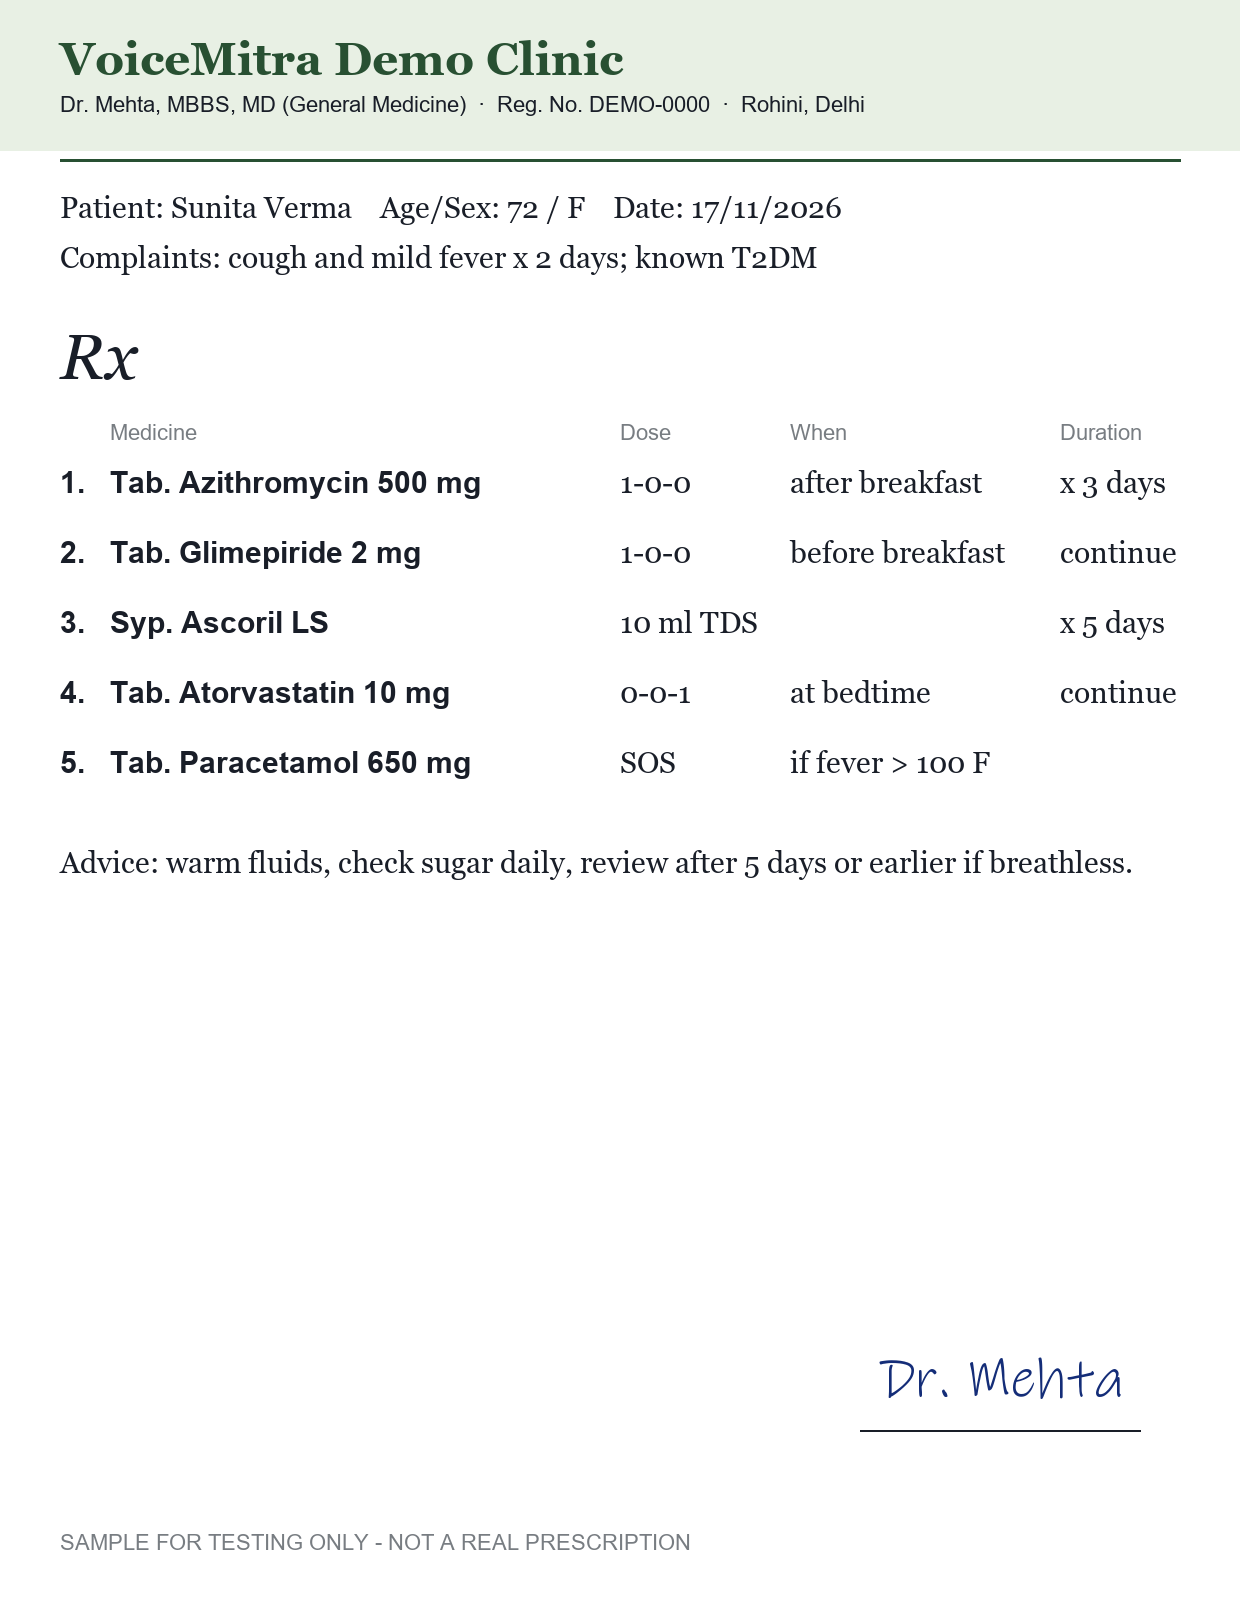 VoiceMitra Demo Clinic
Dr. Mehta, MBBS, MD (General Medicine) · Reg. No. DEMO-0000 · Rohini, Delhi
Patient: Sunita Verma Age/Sex: 72 / F Date: 17/11/2026
Complaints: cough and mild fever x 2 days; known T2DM
Rx
Medicine Dose When Duration
1. Tab. Azithromycin 500 mg 1-0-0 after breakfast x 3 days
2. Tab. Glimepiride 2 mg 1-0-0 before breakfast continue
3. Syp. Ascoril LS 10 ml TDS x 5 days
4. Tab. Atorvastatin 10 mg 0-0-1 at bedtime continue
5. Tab. Paracetamol 650 mg SOS if fever > 100 F
Advice: warm fluids, check sugar daily, review after 5 days or earlier if breathless.
Dr. Mehta
SAMPLE FOR TESTING ONLY - NOT A REAL PRESCRIPTION